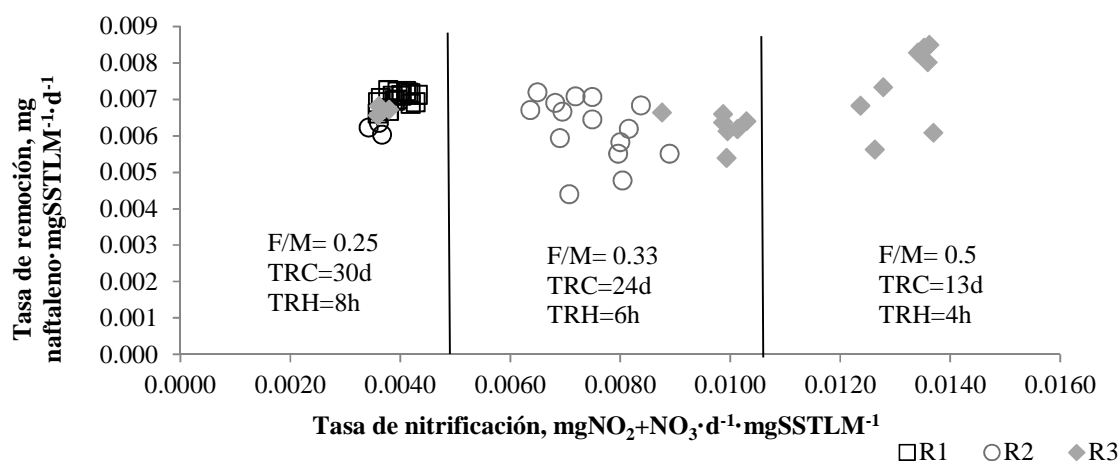 Tasa de remoción, mg
naftaleno·mgSSTLM⁻¹·d⁻¹
0.009
0.008
0.007
0.006
0.005
0.004
0.003
0.002
0.001
0.000
F/M= 0.25
TRC=30d
TRH=8h
F/M= 0.33
TRC=24d
TRH=6h
F/M= 0.5
TRC=13d
TRH=4h
0.0000 0.0020 0.0040 0.0060 0.0080 0.0100 0.0120 0.0140 0.0160
Tasa de nitrificación, mgNO₂+NO₃·d⁻¹·mgSSTLM⁻¹
R1 R2 R3